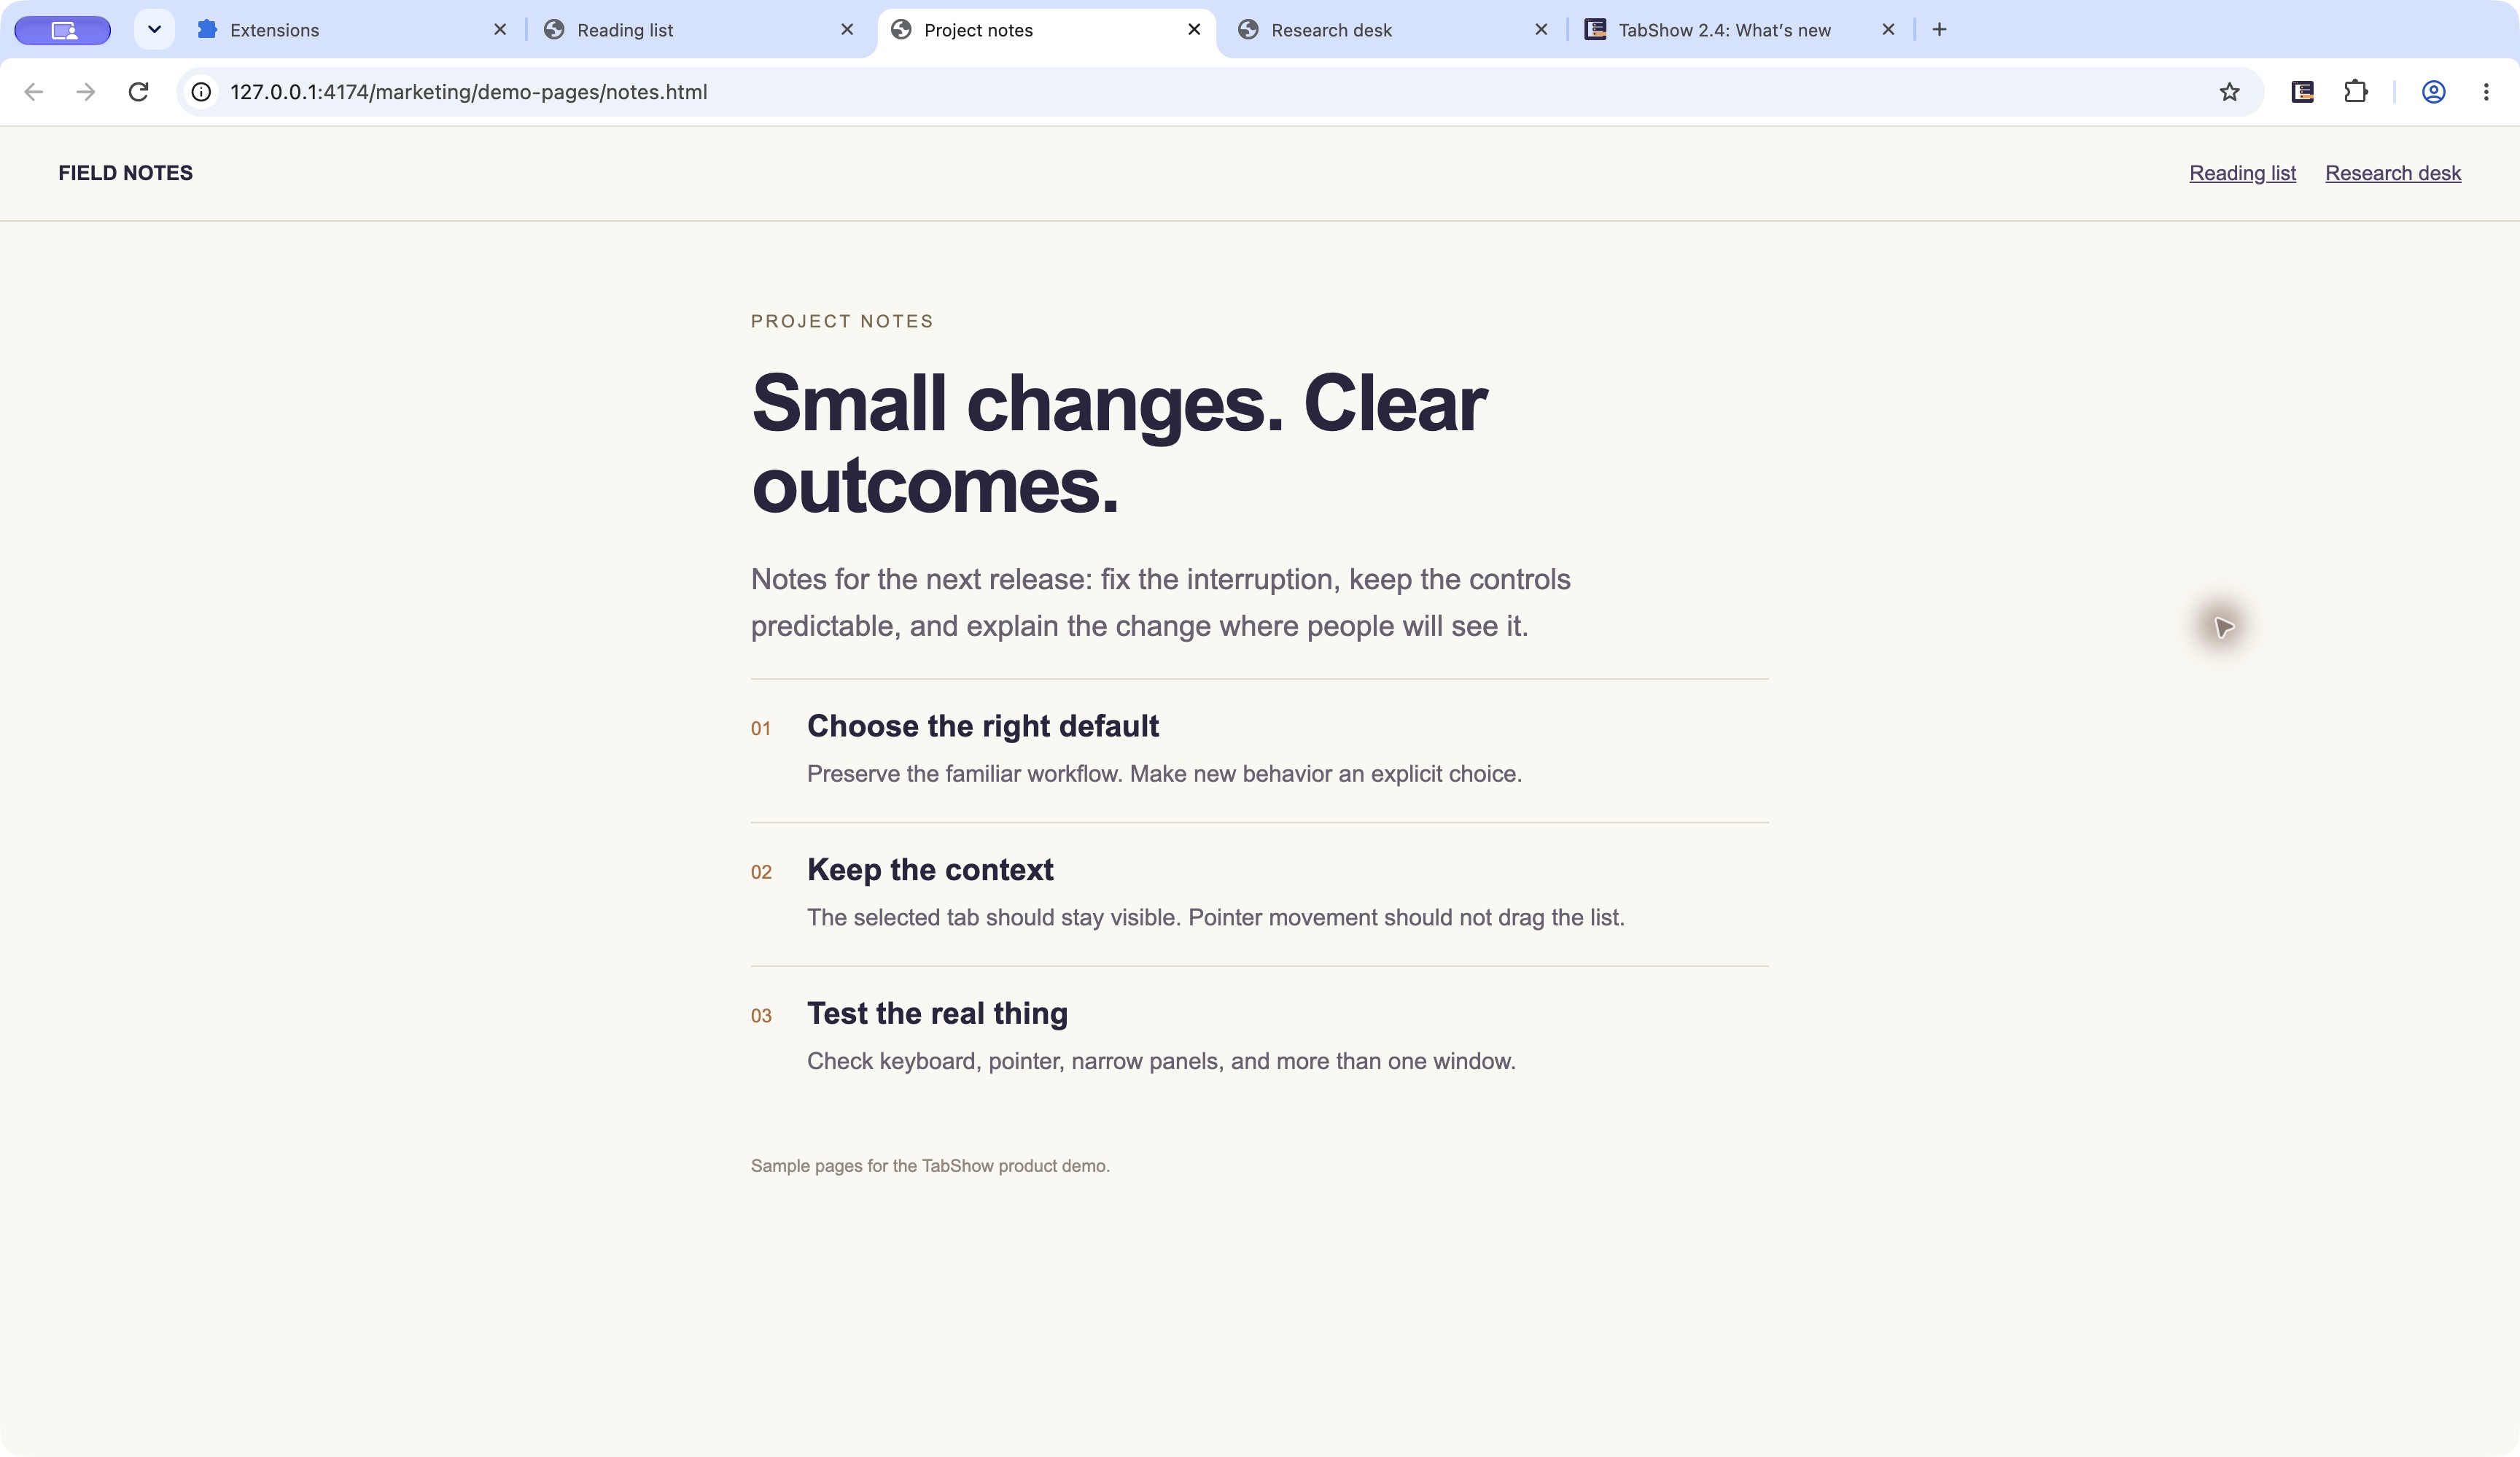 Extensions
Reading list
Project notes
Research desk
TabShow 2.4: What’s new
127.0.0.1:4174/marketing/demo-pages/notes.html
FIELD NOTES
Reading list
Research desk
PROJECT NOTES
Small changes. Clear
outcomes.
Notes for the next release: fix the interruption, keep the controls
predictable, and explain the change where people will see it.
01
Choose the right default
Preserve the familiar workflow. Make new behavior an explicit choice.
02
Keep the context
The selected tab should stay visible. Pointer movement should not drag the list.
03
Test the real thing
Check keyboard, pointer, narrow panels, and more than one window.
Sample pages for the TabShow product demo.